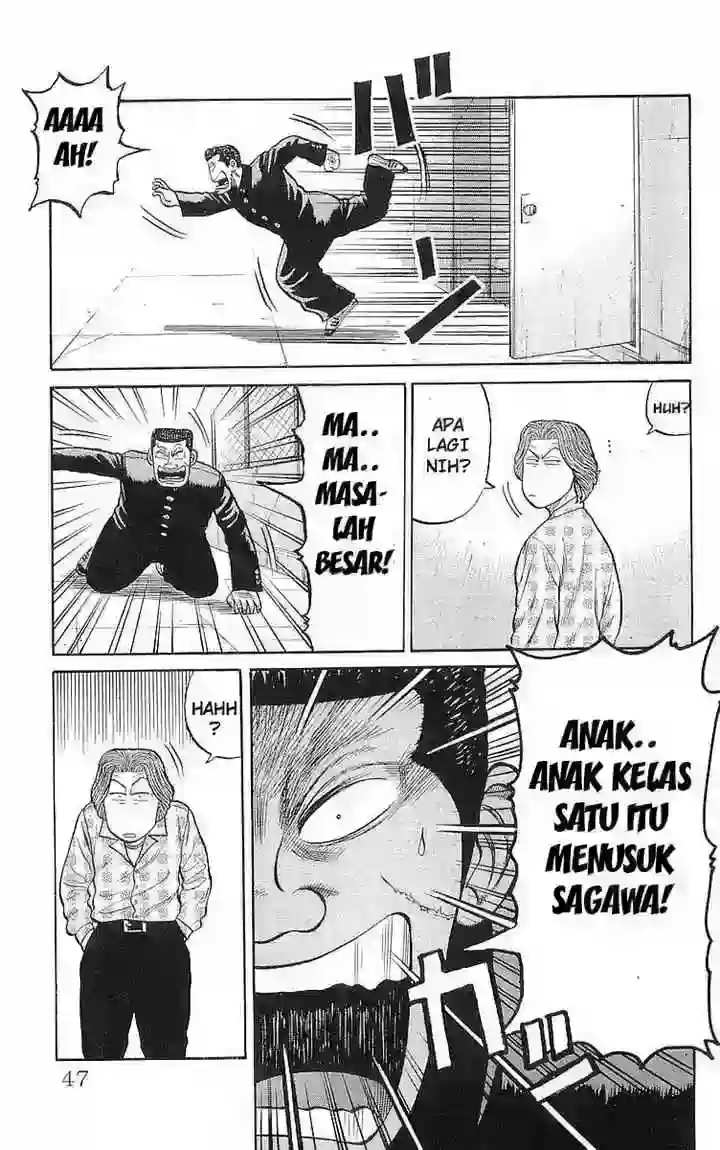 AAAA
AH!
バ
HUH?
APA
LAGI
NIH?
MA..
MA..
MASA-
LAH
BESAR!
ANAK..
ANAK KELAS
SATU ITU
MENUSUK
SAGAWA!
HAHH
?
47